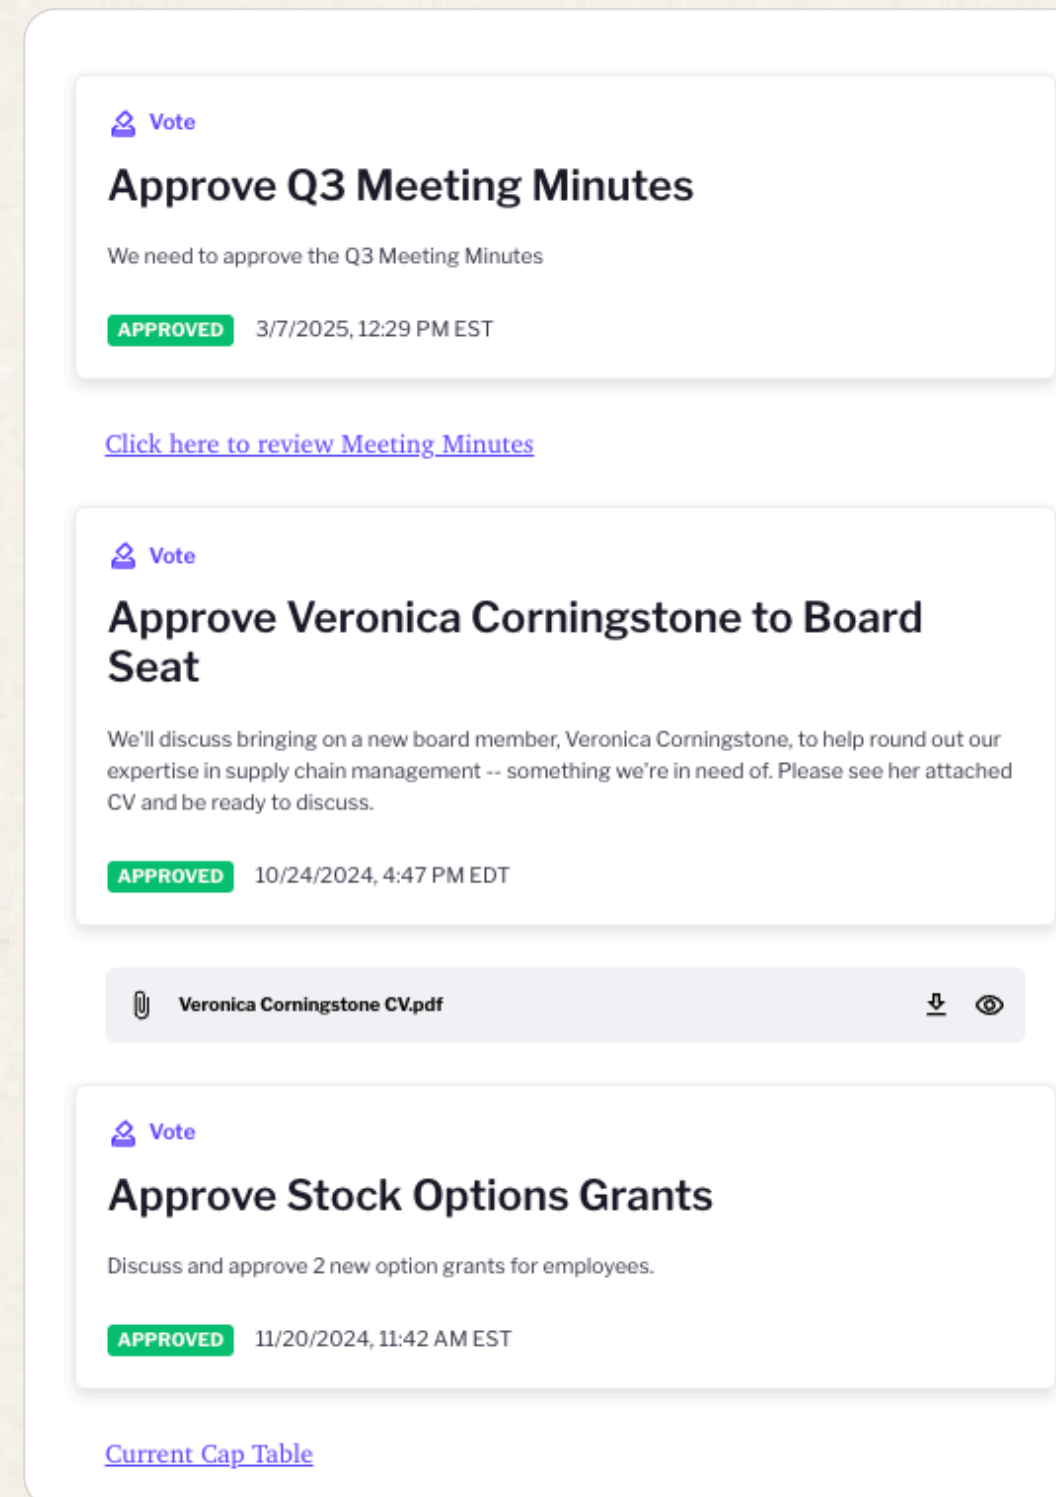 Vote
Approve Q3 Meeting Minutes
We need to approve the Q3 Meeting Minutes
APPROVED 3/7/2025, 12:29 PM EST
Click here to review Meeting Minutes
Vote
Approve Veronica Corningstone to Board
Seat
We'll discuss bringing on a new board member, Veronica Corningstone, to help round out our
expertise in supply chain management -- something we're in need of. Please see her attached
CV and be ready to discuss.
APPROVED 10/24/2024, 4:47 PM EDT
Veronica Corningstone CV.pdf
Vote
Approve Stock Options Grants
Discuss and approve 2 new option grants for employees.
APPROVED 11/20/2024, 11:42 AM EST
Current Cap Table